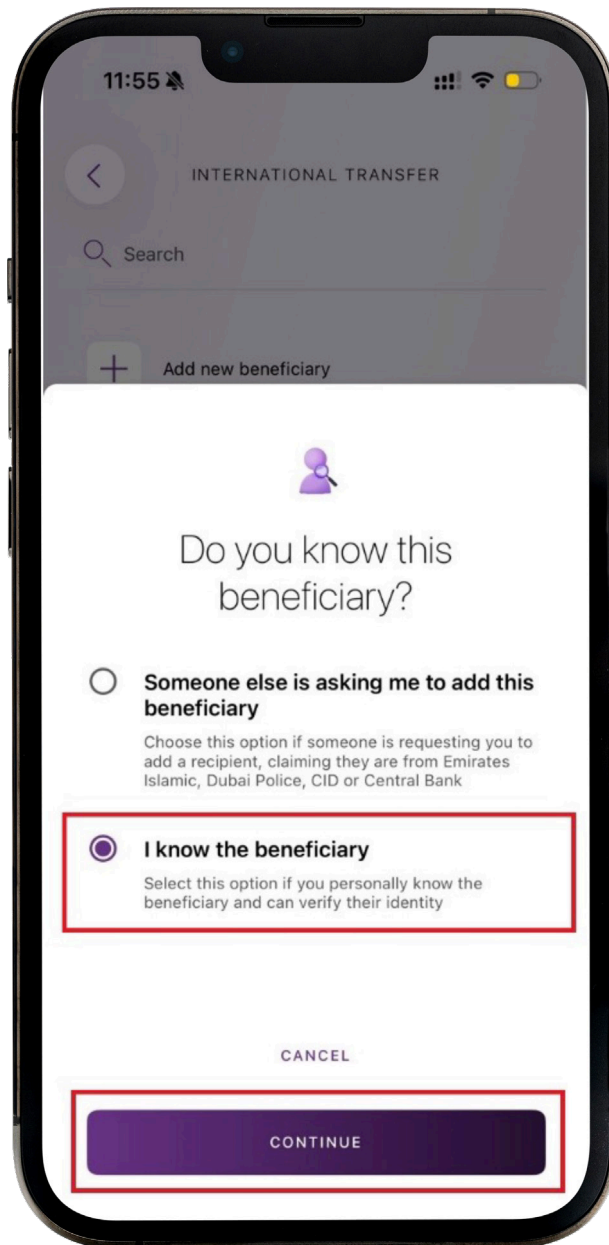 11:55
INTERNATIONAL TRANSFER
Search
Add new beneficiary
Do you know this
beneficiary?
Someone else is asking me to add this
beneficiary
Choose this option if someone is requesting you to
add a recipient, claiming they are from Emirates
Islamic, Dubai Police, CID or Central Bank
I know the beneficiary
Select this option if you personally know the
beneficiary and can verify their identity
CANCEL
CONTINUE